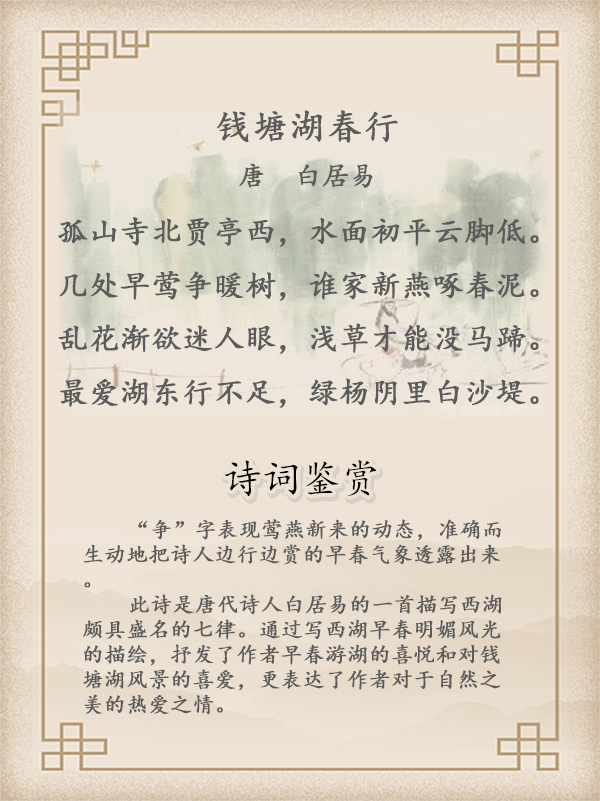 钱塘湖春行
唐 白居易
孤山寺北贾亭西，水面初平云脚低。
几处早莺争暖树，谁家新燕啄春泥。
乱花渐欲迷人眼，浅草才能没马蹄。
最爱湖东行不足，绿杨阴里白沙堤。
诗词鉴赏
“争”字表现莺燕新来的动态，准确而
生动地把诗人边行边赏的早春气象透露出来
。
此诗是唐代诗人白居易的一首描写西湖
颇具盛名的七律。通过写西湖早春明媚风光
的描绘，抒发了作者早春游湖的喜悦和对钱
塘湖风景的喜爱，更表达了作者对于自然之
美的热爱之情。